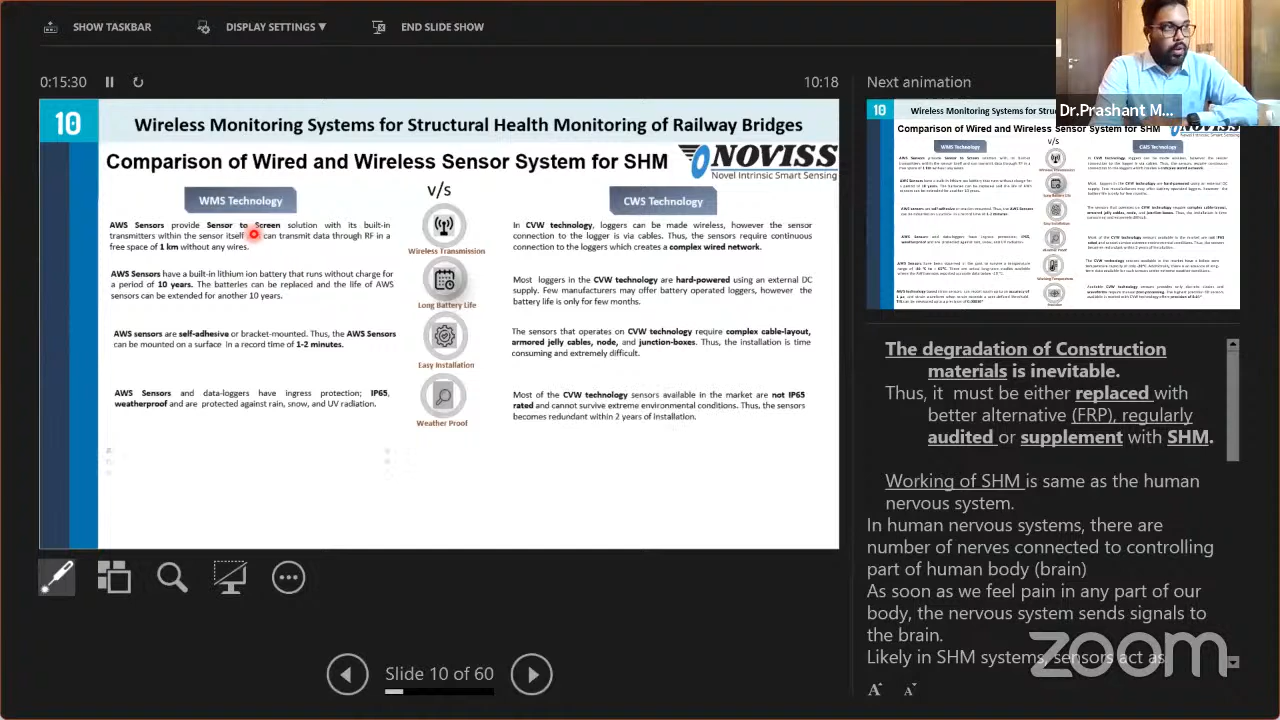 SHOW TASKBAR
DISPLAY SETTINGS ▼
END SLIDE SHOW
0:15:30
10:18
10
Wireless Monitoring Systems for Structural Health Monitoring of Railway Bridges
Comparison of Wired and Wireless Sensor System for SHM
NOVISS
Novel Intrinsic Smart Sensing
WMS Technology
v/s
CWS Technology
AWS Sensors provide Sensor to Screen solution with its built-in
transmitters within the sensor itself can transmit data through RF in a
free space of 1 km without any wires.
Wireless Transmission
In CVW technology, loggers can be made wireless, however the sensor
connection to the logger is via cables. Thus, the sensors require continuous
connection to the loggers which creates a complex wired network.
AWS Sensors have a built-in lithium ion battery that runs without charge for
a period of 10 years. The batteries can be replaced and the life of AWS
sensors can be extended for another 10 years.
Long Battery Life
Most loggers in the CVW technology are hard-powered using an external DC
supply. Few manufacturers may offer battery operated loggers, however the
battery life is only for few months.
AWS sensors are self-adhesive or bracket-mounted. Thus, the AWS Sensors
can be mounted on a surface in a record time of 1-2 minutes.
Easy Installation
The sensors that operates on CVW technology require complex cable-layout,
armored jelly cables, node, and junction-boxes. Thus, the installation is time
consuming and extremely difficult.
AWS Sensors and data-loggers have ingress protection; IP65,
weatherproof and are protected against rain, snow, and UV radiation.
Weather Proof
Most of the CVW technology sensors available in the market are not IP65
rated and cannot survive extreme environmental conditions. Thus, the sensors
becomes redundant within 2 years of installation.
Slide 10 of 60
Next animation
Dr.Prashant M...
10
Wireless Monitoring Systems for Stru
Comparison of Wired and Wireless Sensor System for SHM
WMS Technology
v/s
CWS Technology
The degradation of Construction
materials is inevitable.
Thus, it must be either replaced with
better alternative (FRP), regularly
audited or supplement with SHM.
Working of SHM is same as the human
nervous system.
In human nervous systems, there are
number of nerves connected to controlling
part of human body (brain)
As soon as we feel pain in any part of our
body, the nervous system sends signals to
the brain.
Likely in SHM systems, sensors act as
zoom
A A